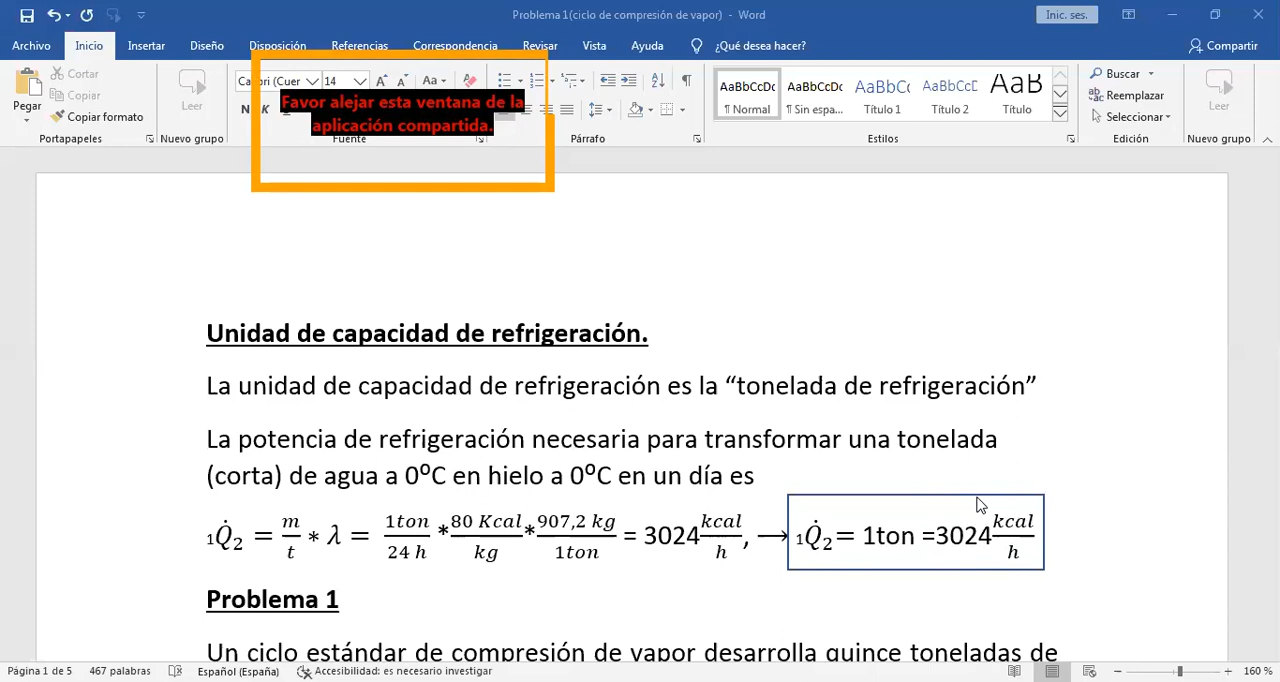 Problema 1(ciclo de compresión de vapor) - Word
Inic. ses.
Archivo Inicio Insertar Diseño Disposición Referencias Correspondencia Revisar Vista Ayuda ¿Qué desea hacer? Compartir
Pegar
Cortar
Copiar
Copiar formato
Portapapeles
Leer
Nuevo grupo
14
Aa
N K
Fuente
Favor alejar esta ventana de la
aplicación compartida.
Párrafo
AaBbCcDc AaBbCcDc AaBbCc AaBbCcD AaB
¶ Normal ¶ Sin espa... Título 1 Título 2 Título
Estilos
Buscar
Reemplazar
Seleccionar
Edición
Leer
Nuevo grupo
Unidad de capacidad de refrigeración.
La unidad de capacidad de refrigeración es la “tonelada de refrigeración”
La potencia de refrigeración necesaria para transformar una tonelada
(corta) de agua a 0⁰C en hielo a 0⁰C en un día es
₁Q̇₂ = m/t ∗ λ = 1ton/24 h *80 Kcal/kg*907,2 kg/1ton = 3024 kcal/h, → ₁Q̇₂= 1ton =3024 kcal/h
Problema 1
Un ciclo estándar de compresión de vapor desarrolla quince toneladas de
Página 1 de 5 467 palabras Español (España) Accesibilidad: es necesario investigar 160 %